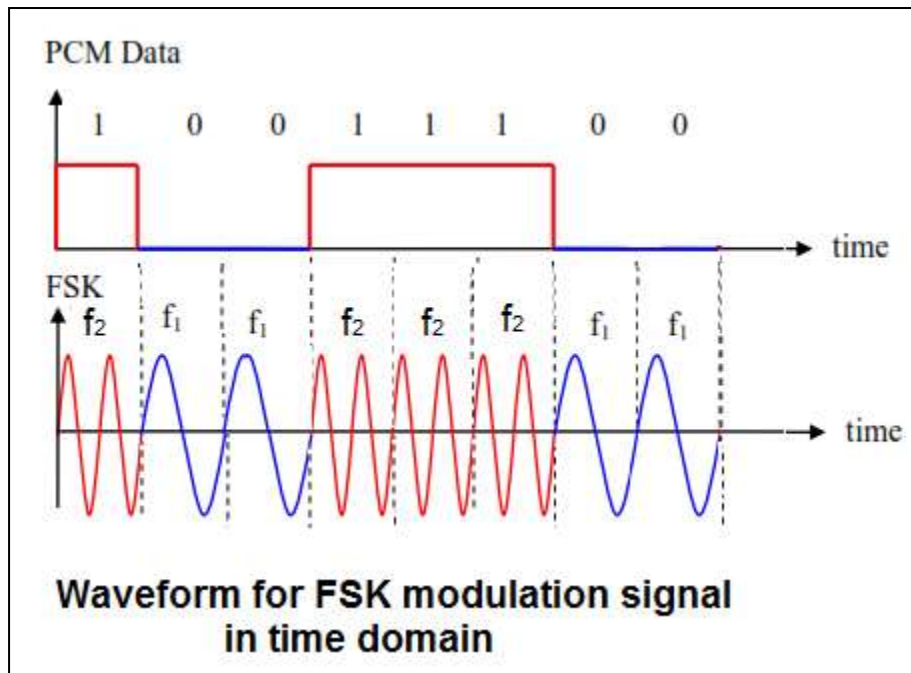 PCM Data
1 0 0 1 1 1 0 0
time
FSK
f₂ f₁ f₁ f₂ f₂ f₂ f₁ f₁
time
Waveform for FSK modulation signal
in time domain